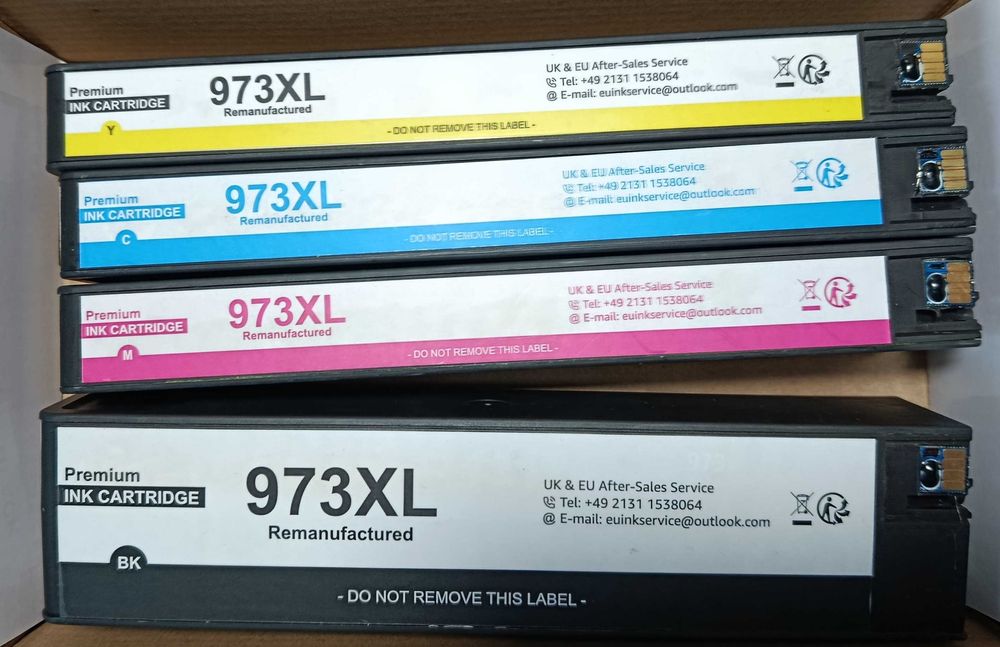 Premium
INK CARTRIDGE
Y
973XL
Remanufactured
UK & EU After-Sales Service
Tel: +49 2131 1538064
E-mail: euinkservice@outlook.com
- DO NOT REMOVE THIS LABEL -
Premium
INK CARTRIDGE
C
973XL
Remanufactured
UK & EU After-Sales Service
Tel: +49 2131 1538064
@ E-mail: euinkservice@outlook.com
- DO NOT REMOVE THIS LABEL -
Premium
INK CARTRIDGE
M
973XL
Remanufactured
UK & EU After-Sales Service
Tel: +49 2131 1538064
@ E-mail: euinkservice@outlook.com
- DO NOT REMOVE THIS LABEL -
Premium
INK CARTRIDGE
BK
973XL
Remanufactured
UK & EU After-Sales Service
Tel: +49 2131 1538064
@ E-mail: euinkservice@outlook.com
- DO NOT REMOVE THIS LABEL -